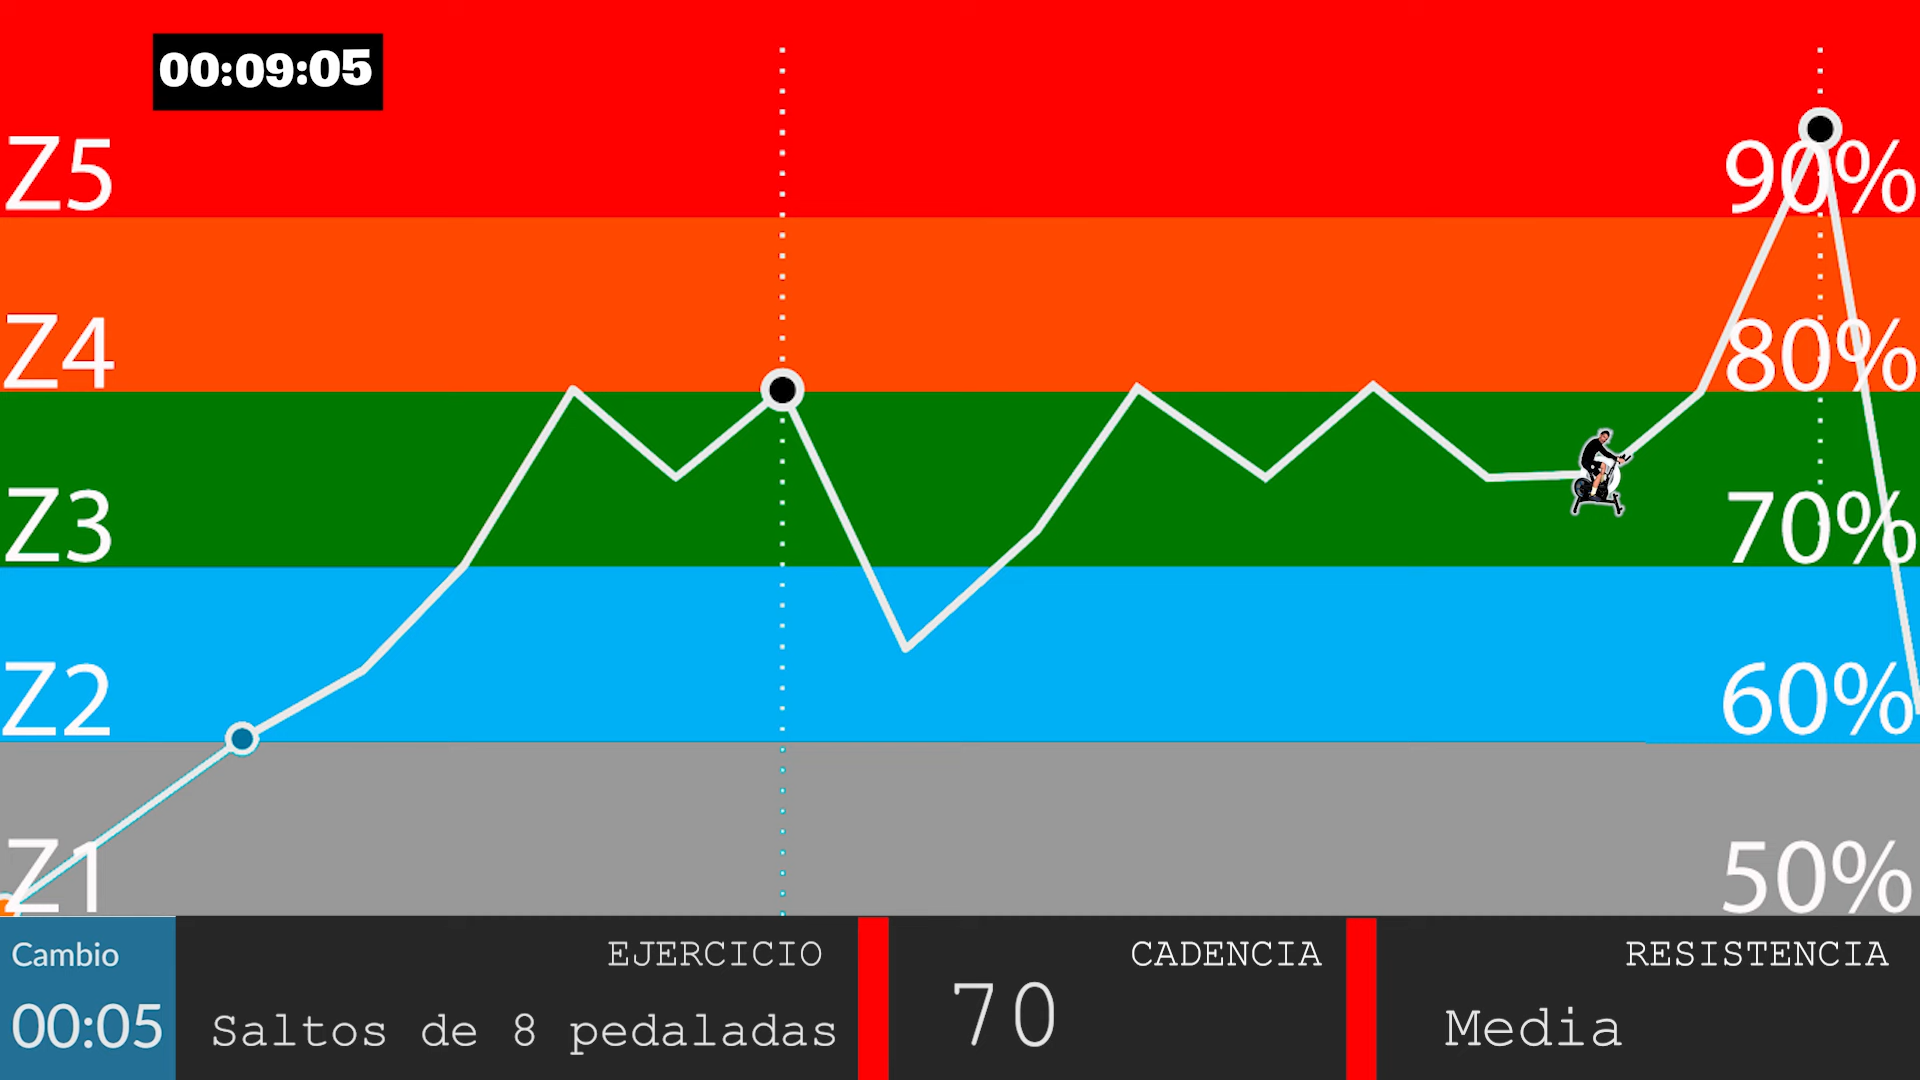 00:09:05
Z5 90%
Z4 80%
Z3 70%
Z2 60%
Z1 50%
Cambio EJERCICIO CADENCIA RESISTENCIA
00:05 Saltos de 8 pedaladas 70 Media